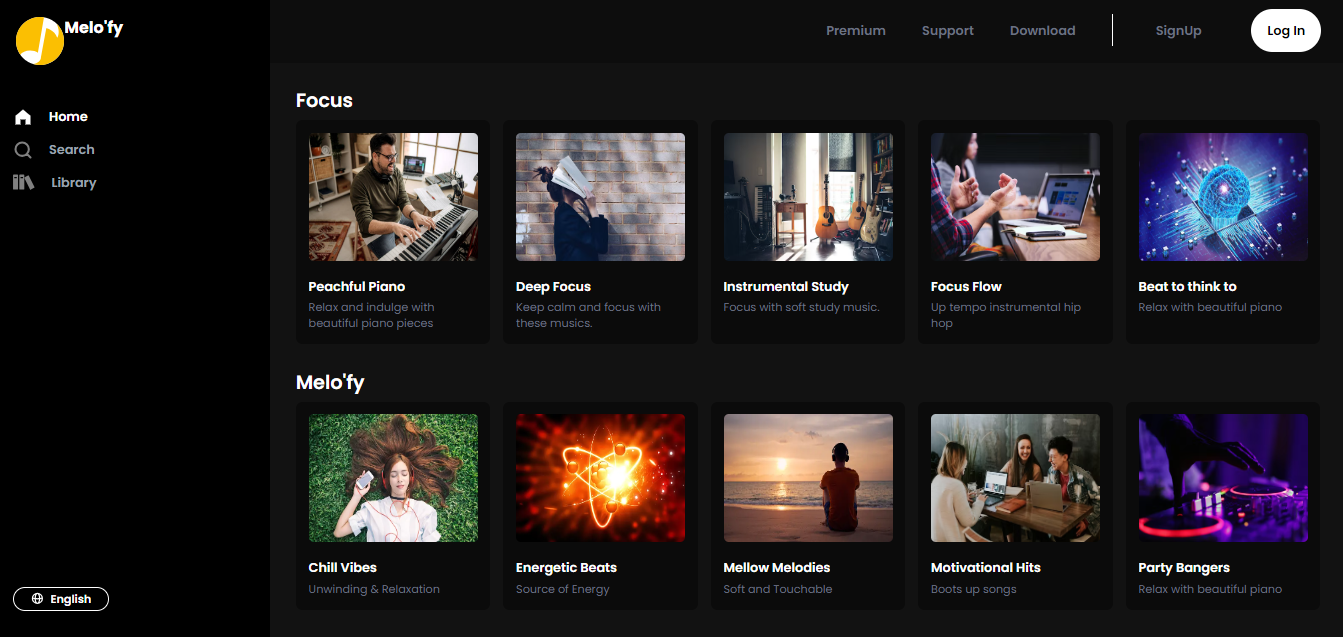 Melo'fy
Home
Search
Library
English
Premium
Support
Download
SignUp
Log In
Focus
Peachful Piano
Relax and indulge with
beautiful piano pieces
Deep Focus
Keep calm and focus with
these musics.
Instrumental Study
Focus with soft study music.
Focus Flow
Up tempo instrumental hip
hop
Beat to think to
Relax with beautiful piano
Melo'fy
Chill Vibes
Unwinding & Relaxation
Energetic Beats
Source of Energy
Mellow Melodies
Soft and Touchable
Motivational Hits
Boots up songs
Party Bangers
Relax with beautiful piano